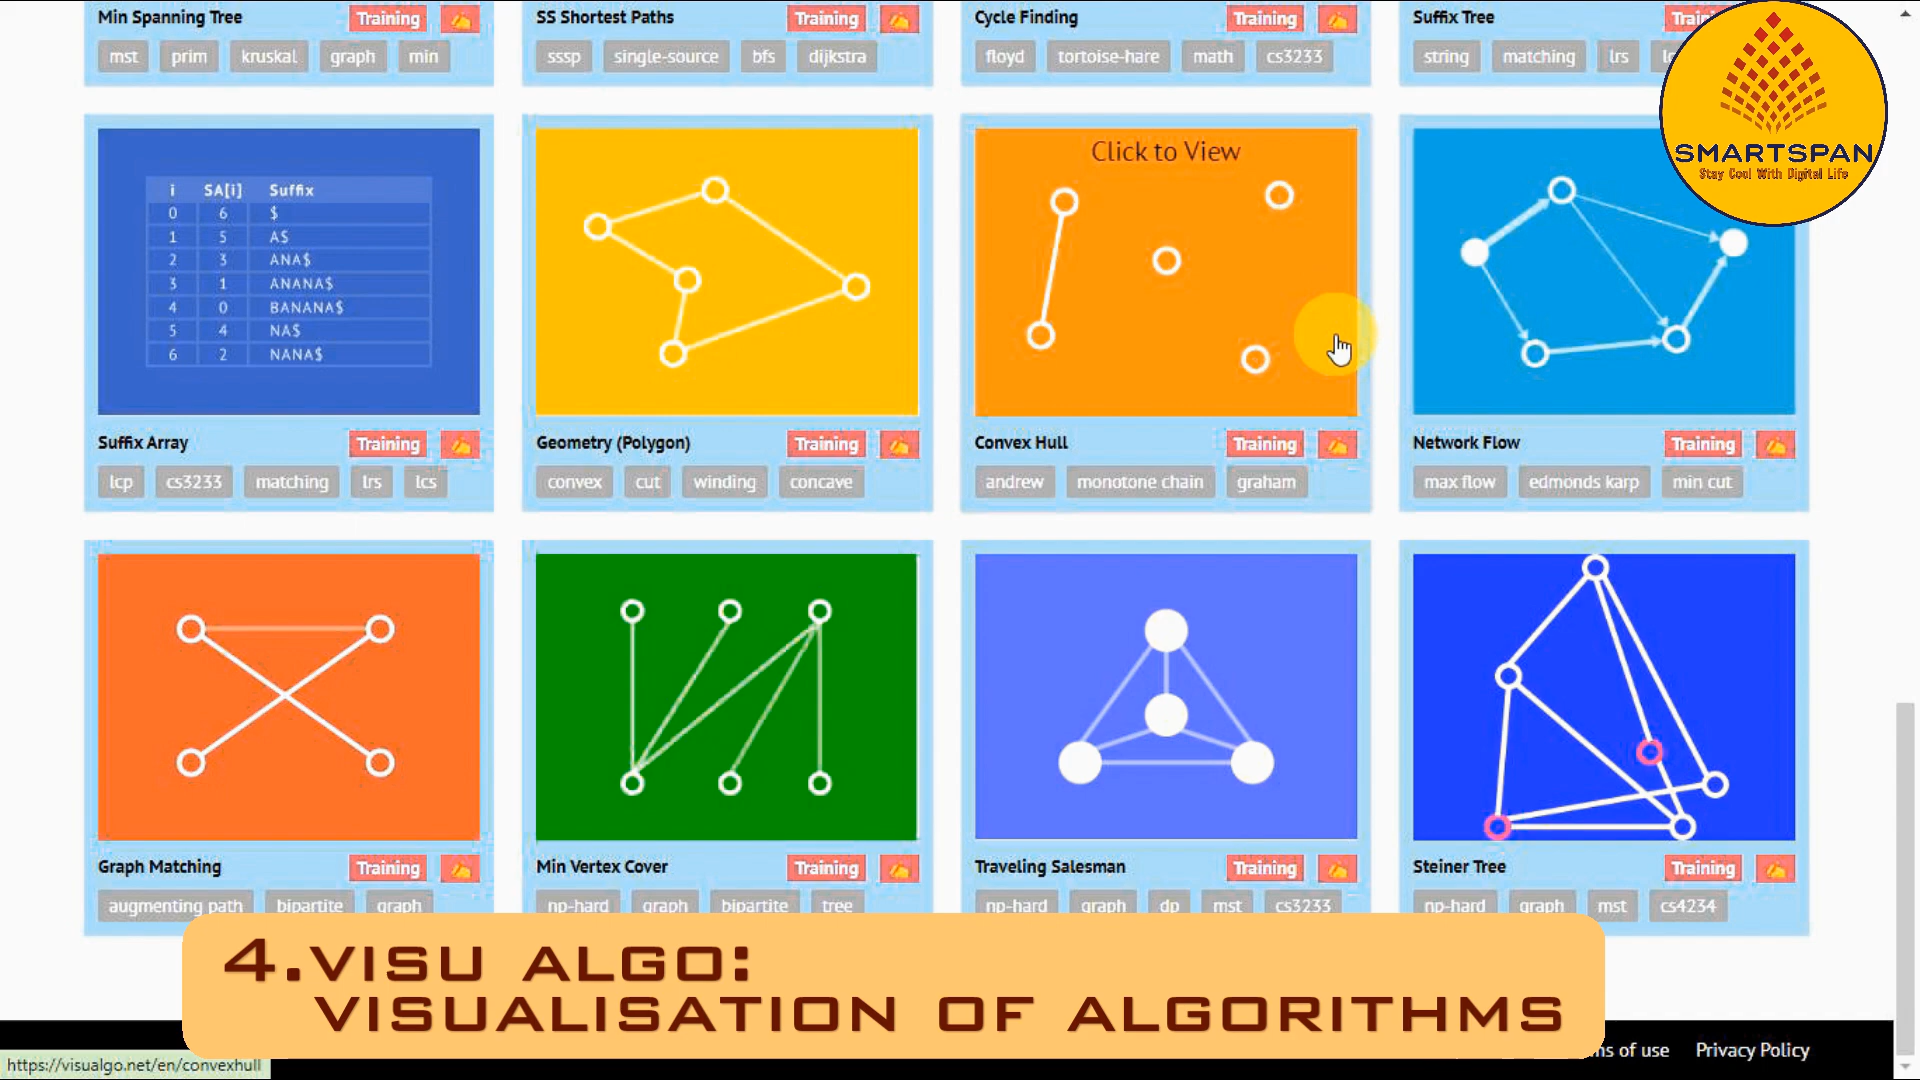 Min Spanning Tree Training
mst prim kruskal graph min
SS Shortest Paths Training
sssp single-source bfs dijkstra
Cycle Finding Training
floyd tortoise-hare math cs3233
Suffix Tree
string matching lrs
SMARTSPAN
Stay Cool With Digital Life
i SA[i] Suffix
0 6 $
1 5 A$
2 3 ANA$
3 1 ANANA$
4 0 BANANA$
5 4 NA$
6 2 NANA$
Suffix Array Training
lcp cs3233 matching lrs lcs
Geometry (Polygon) Training
convex cut winding concave
Click to View
Convex Hull Training
andrew monotone chain graham
Network Flow Training
max flow edmonds karp min cut
Graph Matching Training
augmenting path bipartite graph
Min Vertex Cover Training
np-hard graph bipartite tree
Traveling Salesman Training
np-hard graph dp mst cs3233
Steiner Tree Training
np-hard graph mst cs4234
4.VISU ALGO:
VISUALISATION OF ALGORITHMS
of use Privacy Policy
https://visualgo.net/en/convexhull